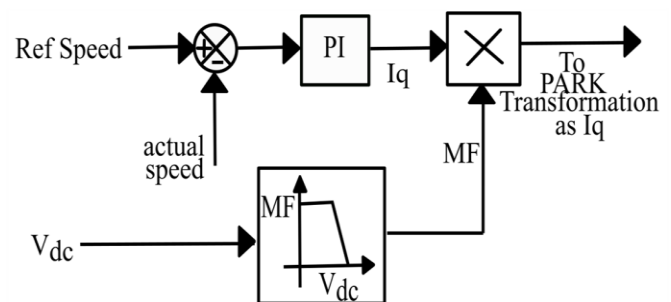 Ref Speed
+
-
PI
Iq
To
PARK
Transformation
as Iq
actual
speed
MF
MF
Vdc
Vdc